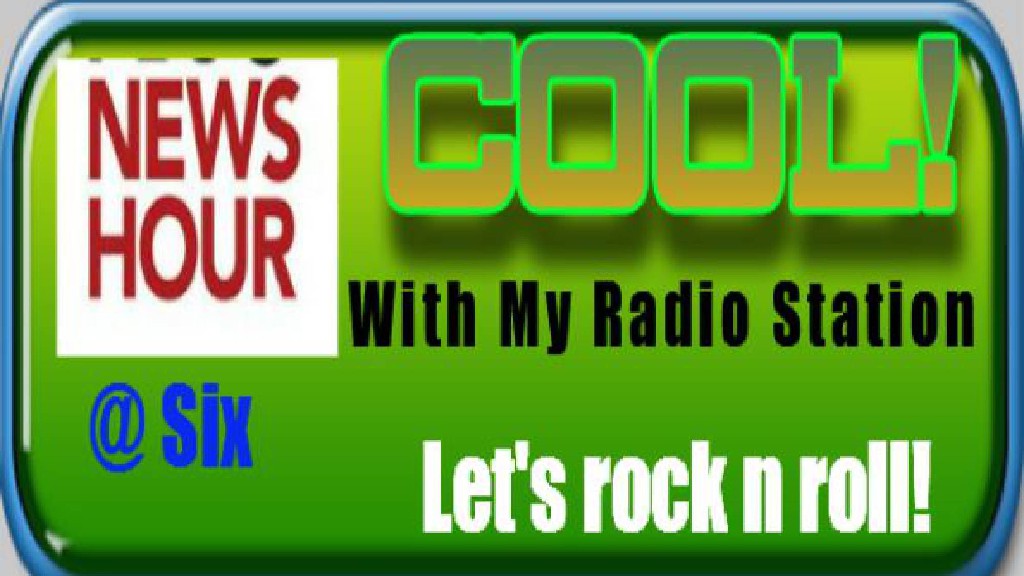 NEWS
HOUR
@ Six
COOL!
With My Radio Station
Let's rock n roll!